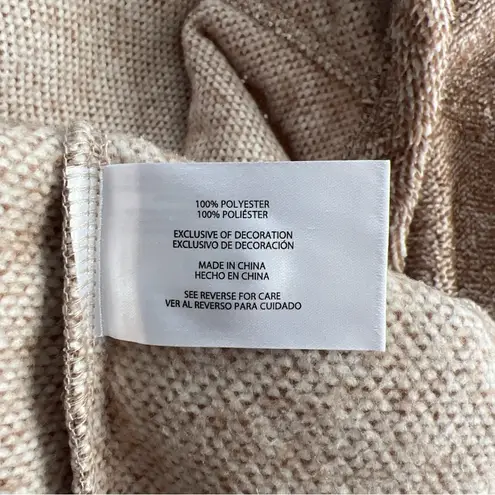 100% POLYESTER
100% POLIÉSTER
EXCLUSIVE OF DECORATION
EXCLUSIVO DE DECORACIÓN
MADE IN CHINA
HECHO EN CHINA
SEE REVERSE FOR CARE
VER AL REVERSO PARA CUIDADO